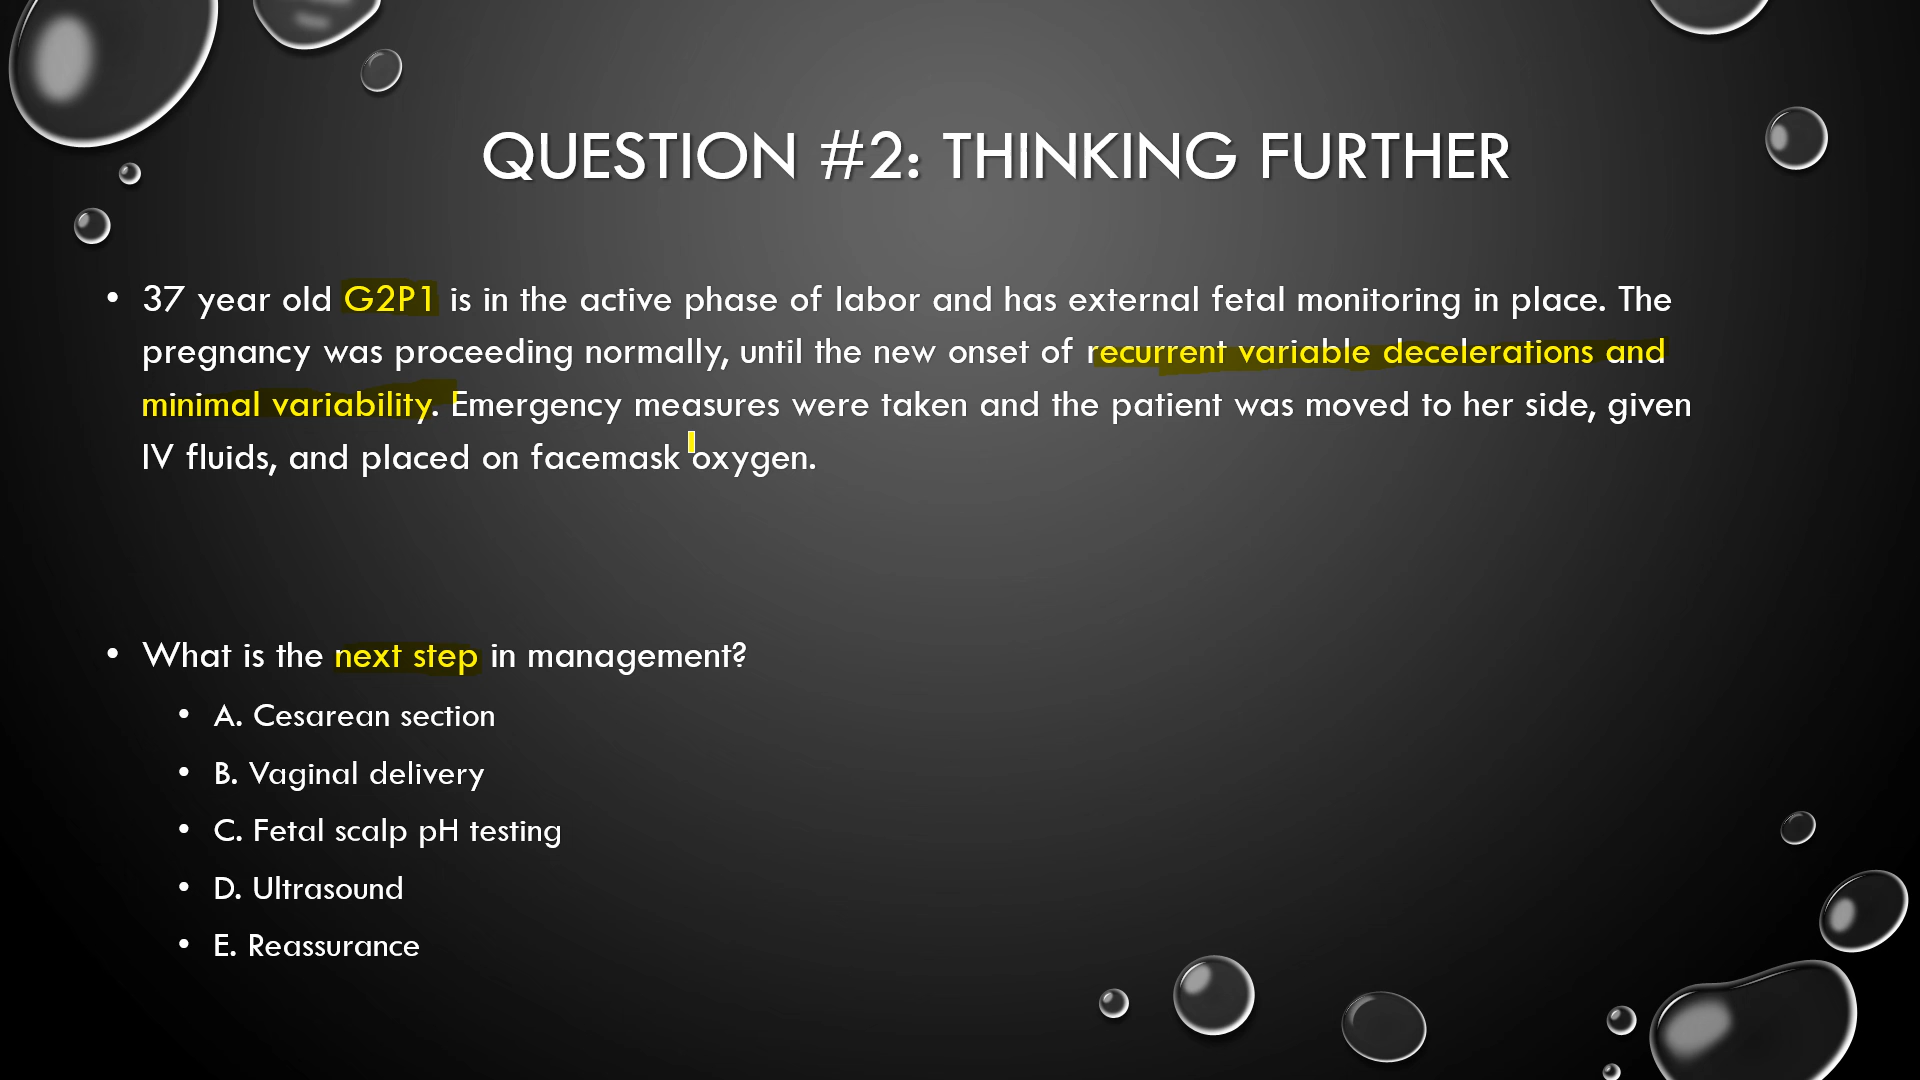 QUESTION #2: THINKING FURTHER
• 37 year old G2P1 is in the active phase of labor and has external fetal monitoring in place. The
pregnancy was proceeding normally, until the new onset of recurrent variable decelerations and
minimal variability. Emergency measures were taken and the patient was moved to her side, given
IV fluids, and placed on facemask oxygen.
• What is the next step in management?
• A. Cesarean section
• B. Vaginal delivery
• C. Fetal scalp pH testing
• D. Ultrasound
• E. Reassurance